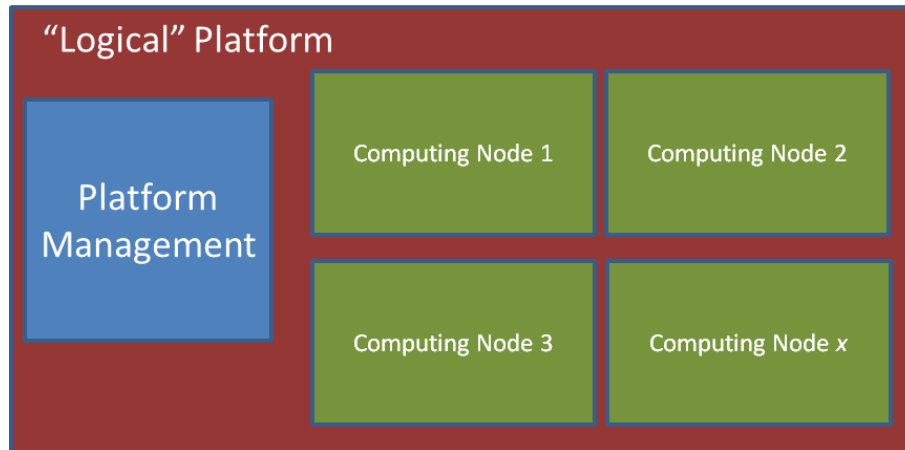 “Logical” Platform
Platform
Management
Computing Node 1
Computing Node 2
Computing Node 3
Computing Node x